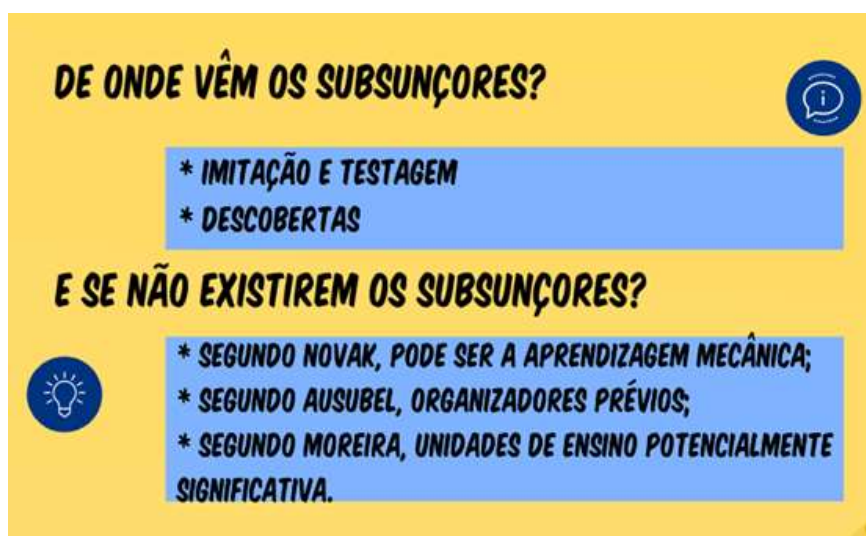 DE ONDE VÊM OS SUBSUNÇORES?
* IMITAÇÃO E TESTAGEM
* DESCOBERTAS
E SE NÃO EXISTIREM OS SUBSUNÇORES?
* SEGUNDO NOVAK, PODE SER A APRENDIZAGEM MECÂNICA;
* SEGUNDO AUSUBEL, ORGANIZADORES PRÉVIOS;
* SEGUNDO MOREIRA, UNIDADES DE ENSINO POTENCIALMENTE
SIGNIFICATIVA.